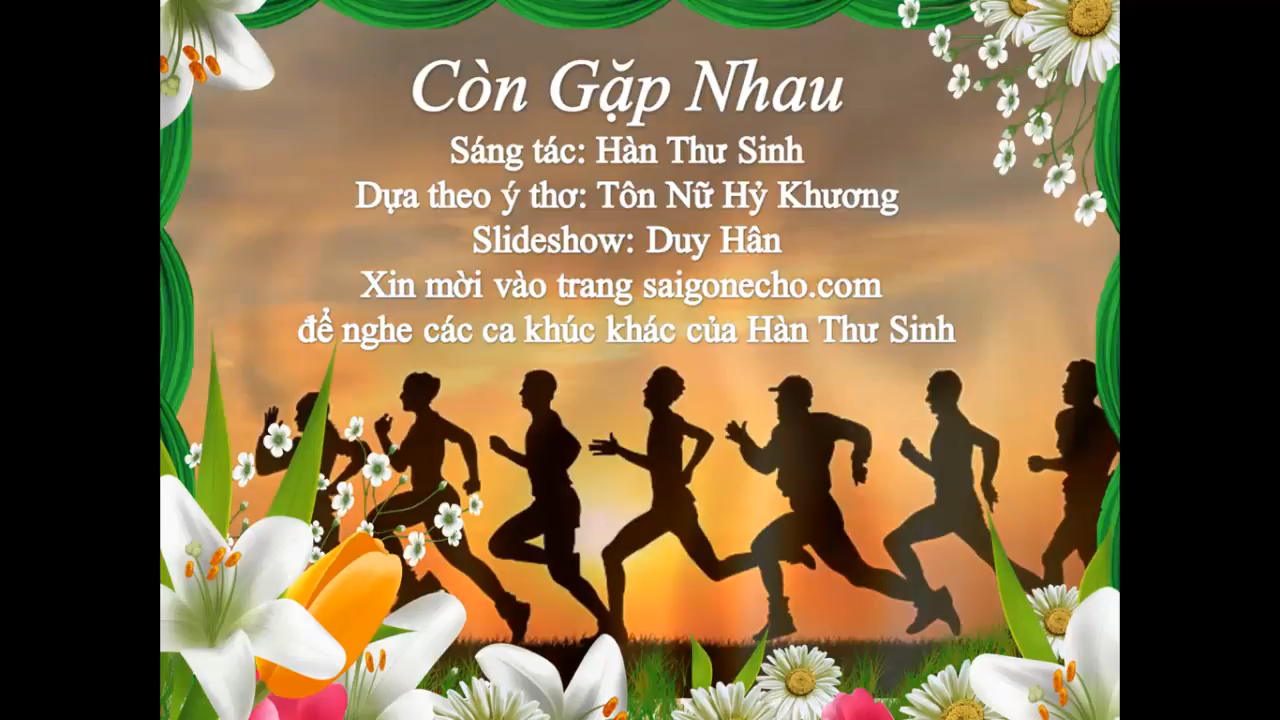 Còn Gặp Nhau
Sáng tác: Hàn Thư Sinh
Dựa theo ý thơ: Tôn Nữ Hỷ Khương
Slideshow: Duy Hân
Xin mời vào trang saigonecho.com
để nghe các ca khúc khác của Hàn Thư Sinh